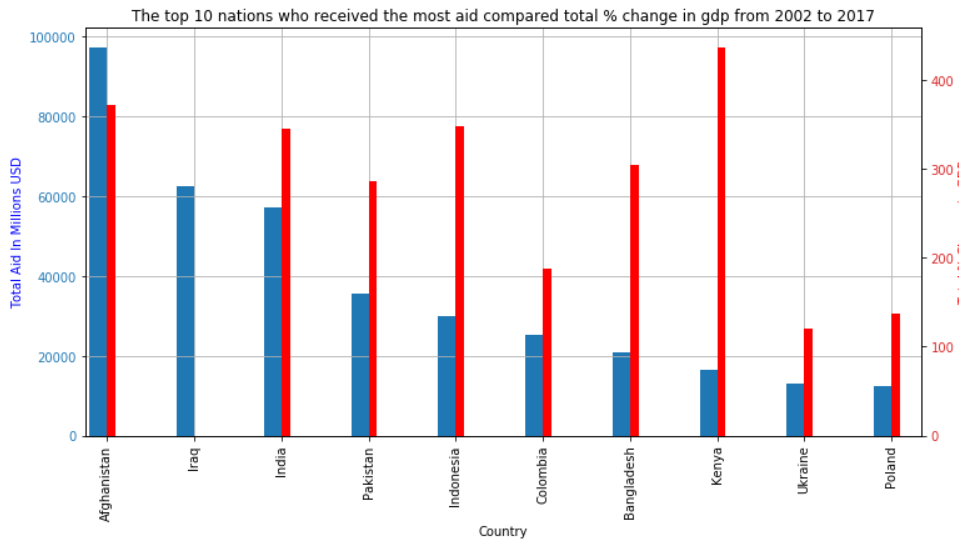 The top 10 nations who received the most aid compared total % change in gdp from 2002 to 2017
100000
80000
60000
40000
20000
0
Total Aid In Millions USD
400
300
200
100
0
Afghanistan
Iraq
India
Pakistan
Indonesia
Colombia
Bangladesh
Kenya
Ukraine
Poland
Country